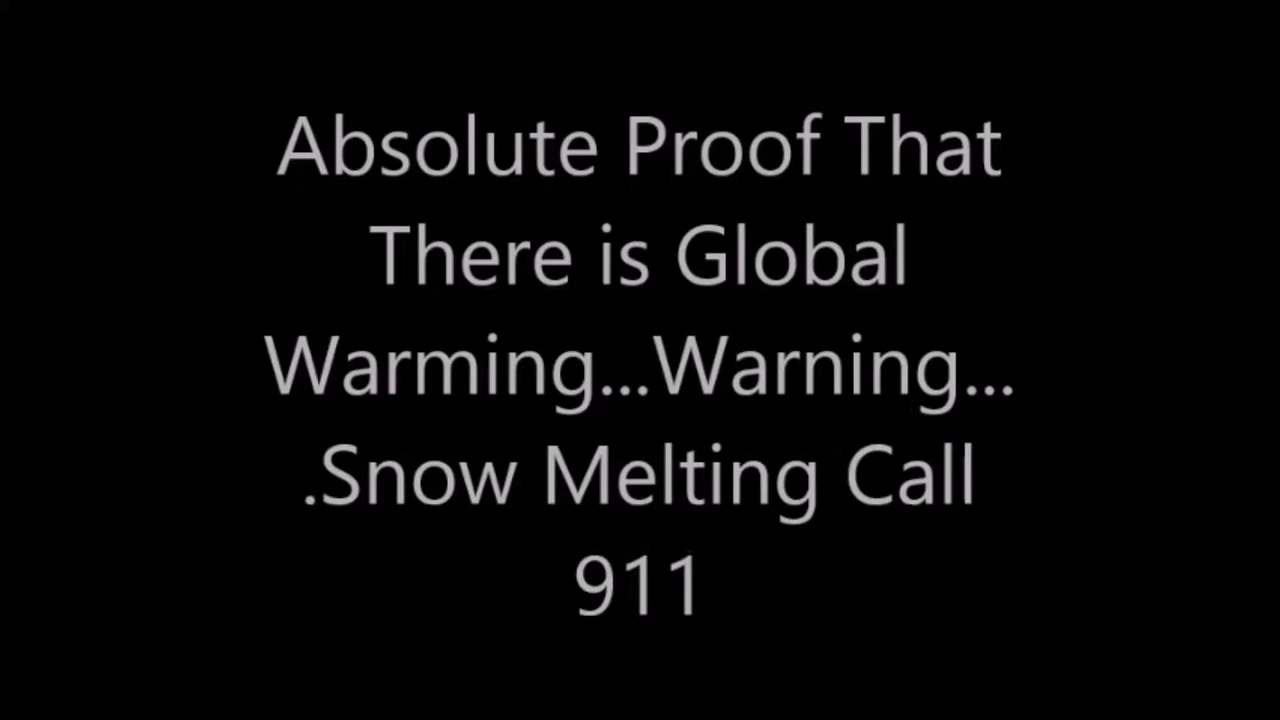 Absolute Proof That
There is Global
Warming...Warning...
.Snow Melting Call
911